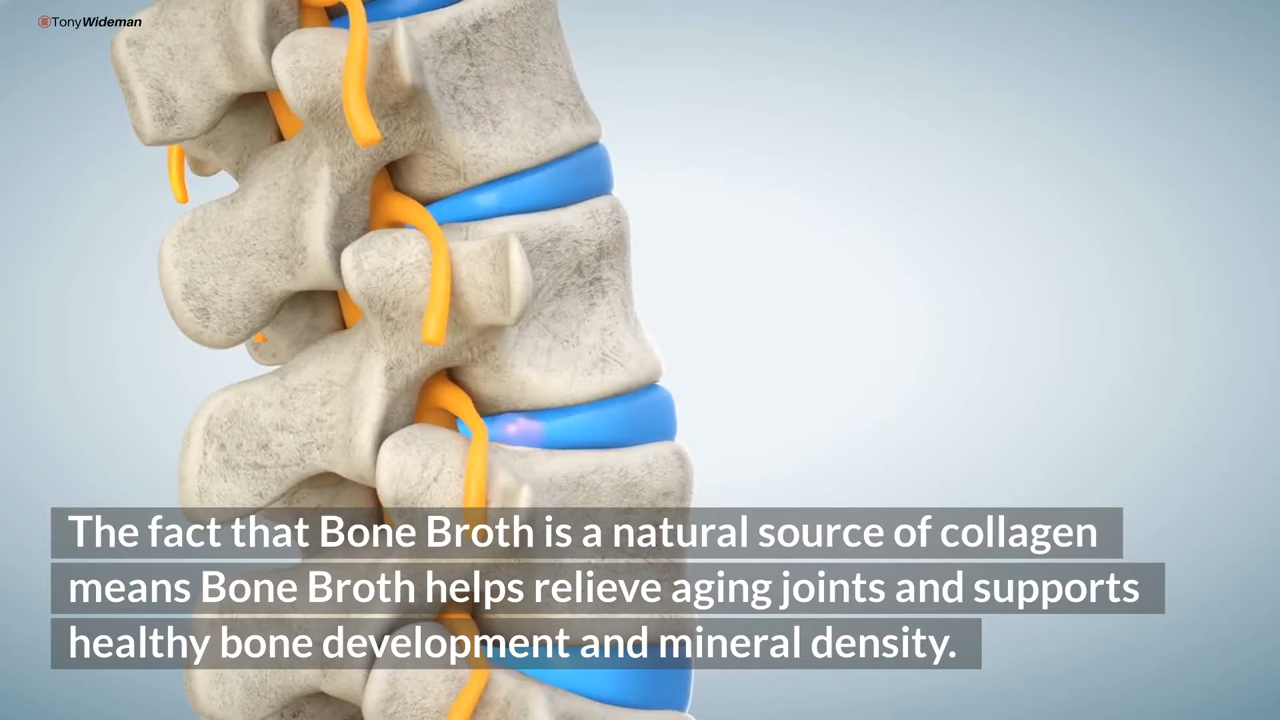 TonyWideman
The fact that Bone Broth is a natural source of collagen
means Bone Broth helps relieve aging joints and supports
healthy bone development and mineral density.